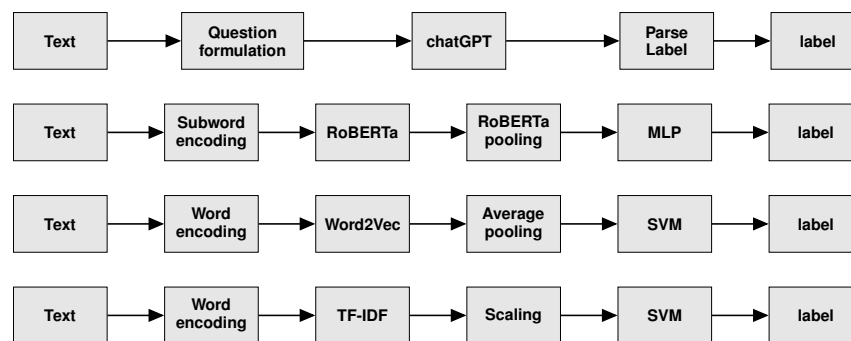 Text
Question
formulation
chatGPT
Parse
Label
label
Text
Subword
encoding
RoBERTa
RoBERTa
pooling
MLP
label
Text
Word
encoding
Word2Vec
Average
pooling
SVM
label
Text
Word
encoding
TF-IDF
Scaling
SVM
label